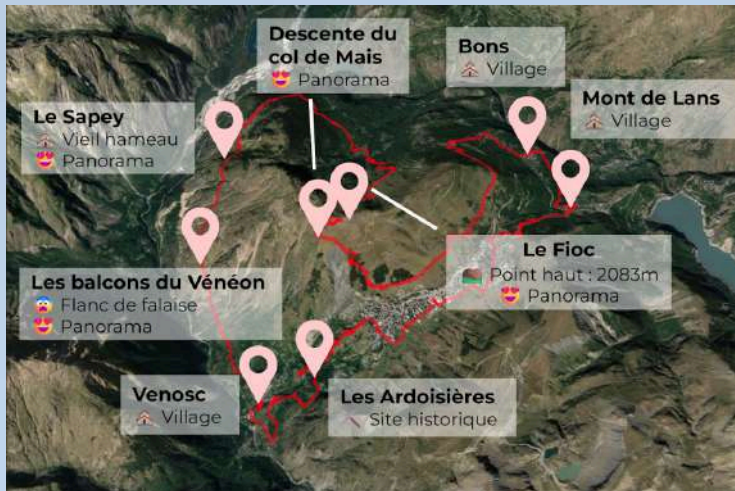 Descente du
col de Mais
😍 Panorama
Bons
Village
Mont de Lans
Village
Le Sapey
Vieil hameau
😍 Panorama
Les balcons du Vénéon
😨 Flanc de falaise
😍 Panorama
Le Fioc
Point haut : 2083m
😍 Panorama
Venosc
Village
Les Ardoisières
Site historique